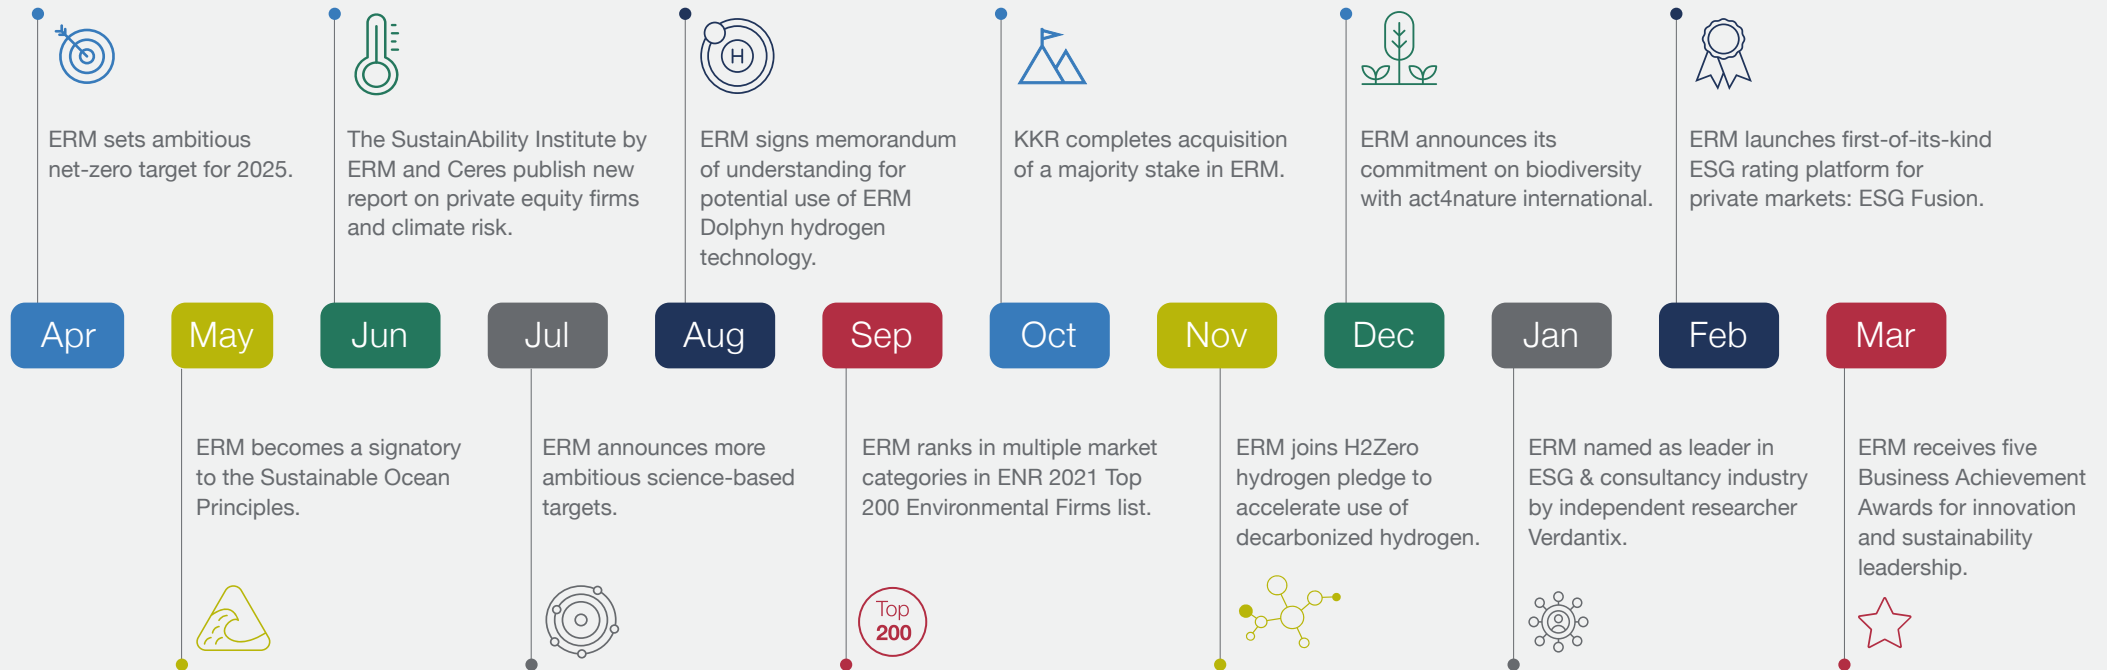 H
ERM sets ambitious
net-zero target for 2025.
The SustainAbility Institute by
ERM and Ceres publish new
report on private equity firms
and climate risk.
ERM signs memorandum
of understanding for
potential use of ERM
Dolphyn hydrogen
technology.
KKR completes acquisition
of a majority stake in ERM.
ERM announces its
commitment on biodiversity
with act4nature international.
ERM launches first-of-its-kind
ESG rating platform for
private markets: ESG Fusion.
Apr
May
Jun
Jul
Aug
Sep
Oct
Nov
Dec
Jan
Feb
Mar
ERM becomes a signatory
to the Sustainable Ocean
Principles.
ERM announces more
ambitious science-based
targets.
ERM ranks in multiple market
categories in ENR 2021 Top
200 Environmental Firms list.
Top
200
ERM joins H2Zero
hydrogen pledge to
accelerate use of
decarbonized hydrogen.
ERM named as leader in
ESG & consultancy industry
by independent researcher
Verdantix.
ERM receives five
Business Achievement
Awards for innovation
and sustainability
leadership.